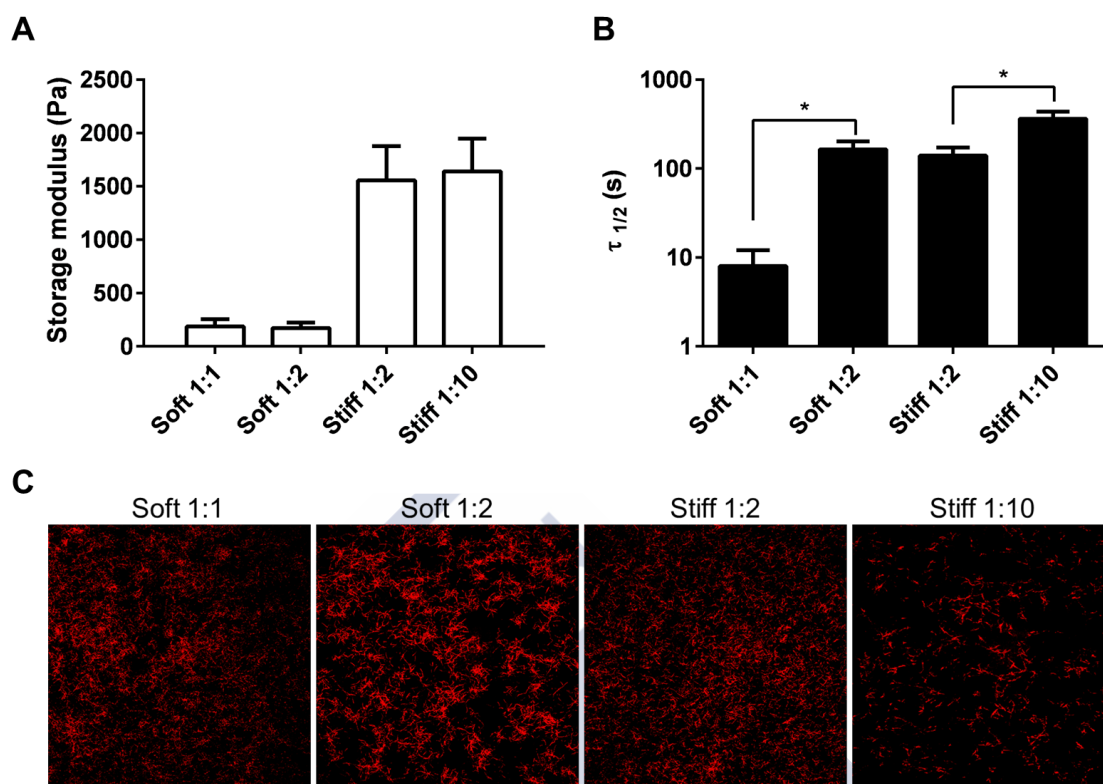 A
Storage modulus (Pa)
2500
2000
1500
1000
500
0
Soft 1:1
Soft 1:2
Stiff 1:2
Stiff 1:10
B
τ 1/2 (s)
1000
100
10
1
*
*
Soft 1:1
Soft 1:2
Stiff 1:2
Stiff 1:10
C
Soft 1:1 Soft 1:2 Stiff 1:2 Stiff 1:10